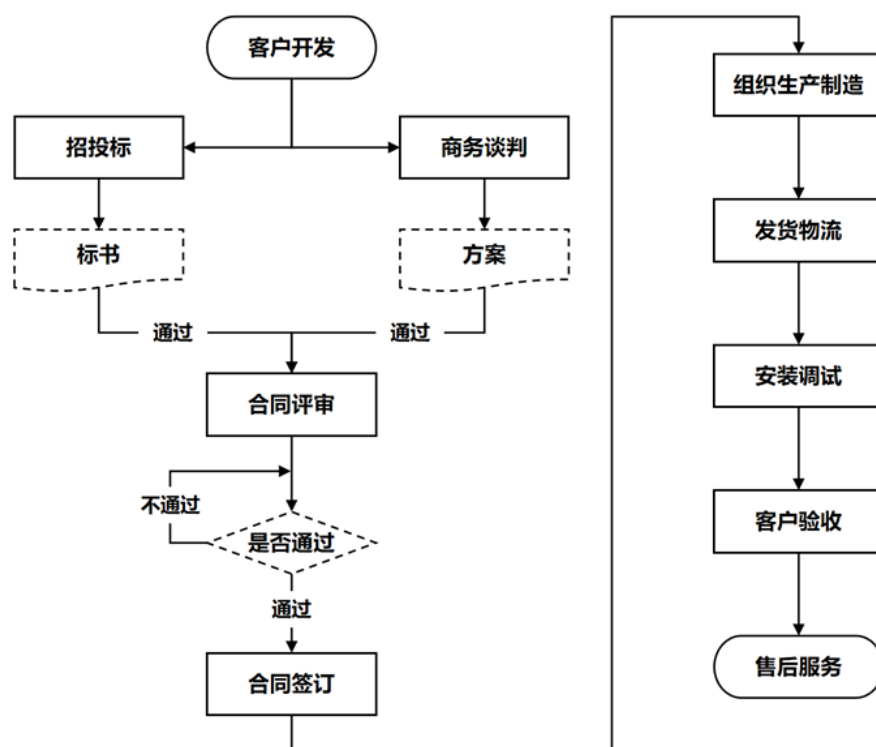 客户开发
招投标
商务谈判
标书
方案
通过
通过
合同评审
不通过
是否通过
通过
合同签订
组织生产制造
发货物流
安装调试
客户验收
售后服务